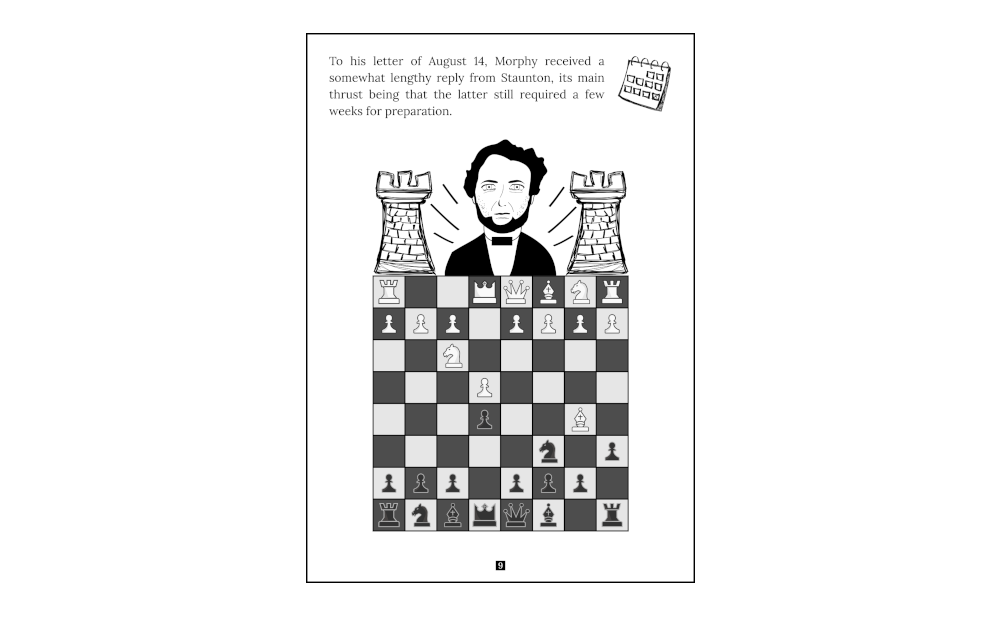 To his letter of August 14, Morphy received a
somewhat lengthy reply from Staunton, its main
thrust being that the latter still required a few
weeks for preparation.
9